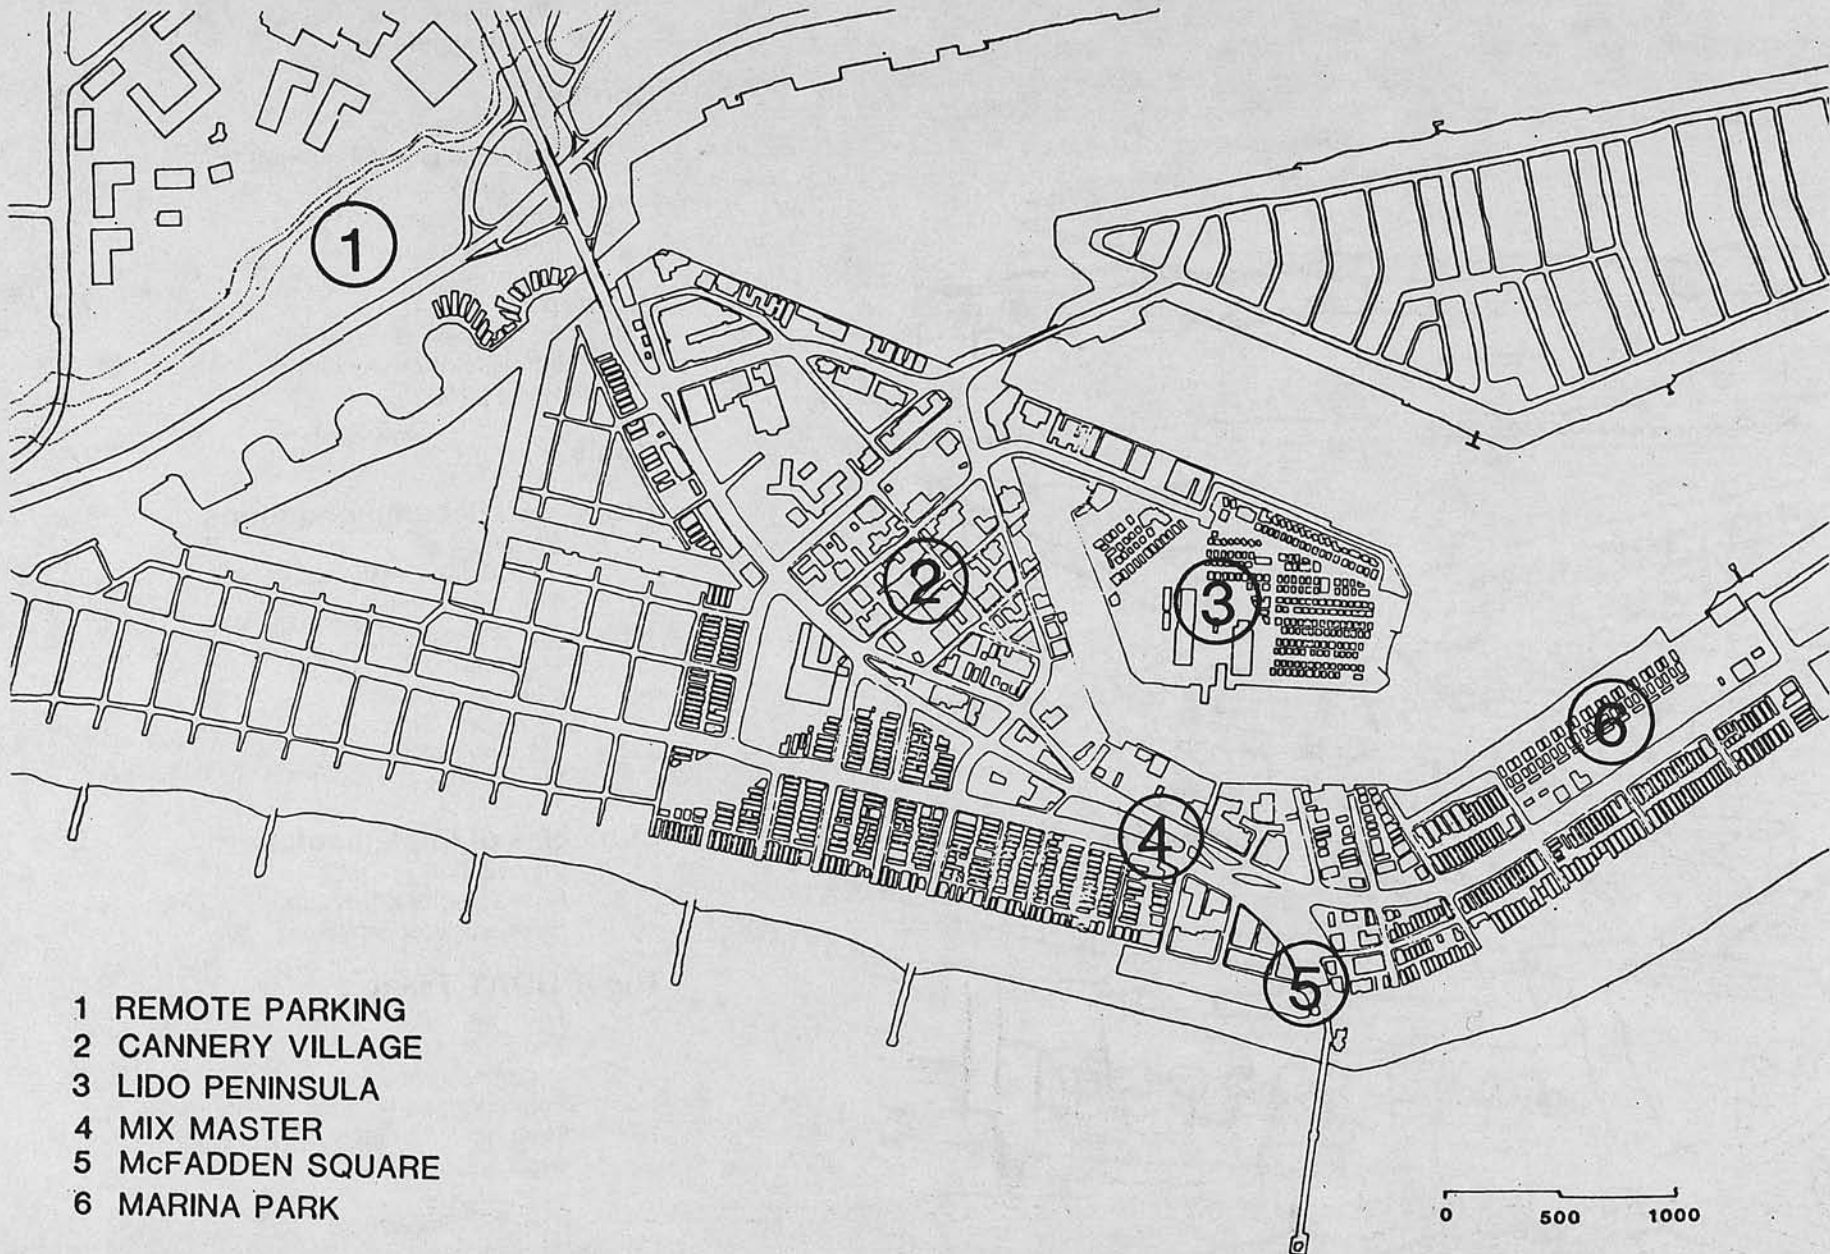 1
2
3
4
5
6
1 REMOTE PARKING
2 CANNERY VILLAGE
3 LIDO PENINSULA
4 MIX MASTER
5 McFADDEN SQUARE
6 MARINA PARK
0 500 1000